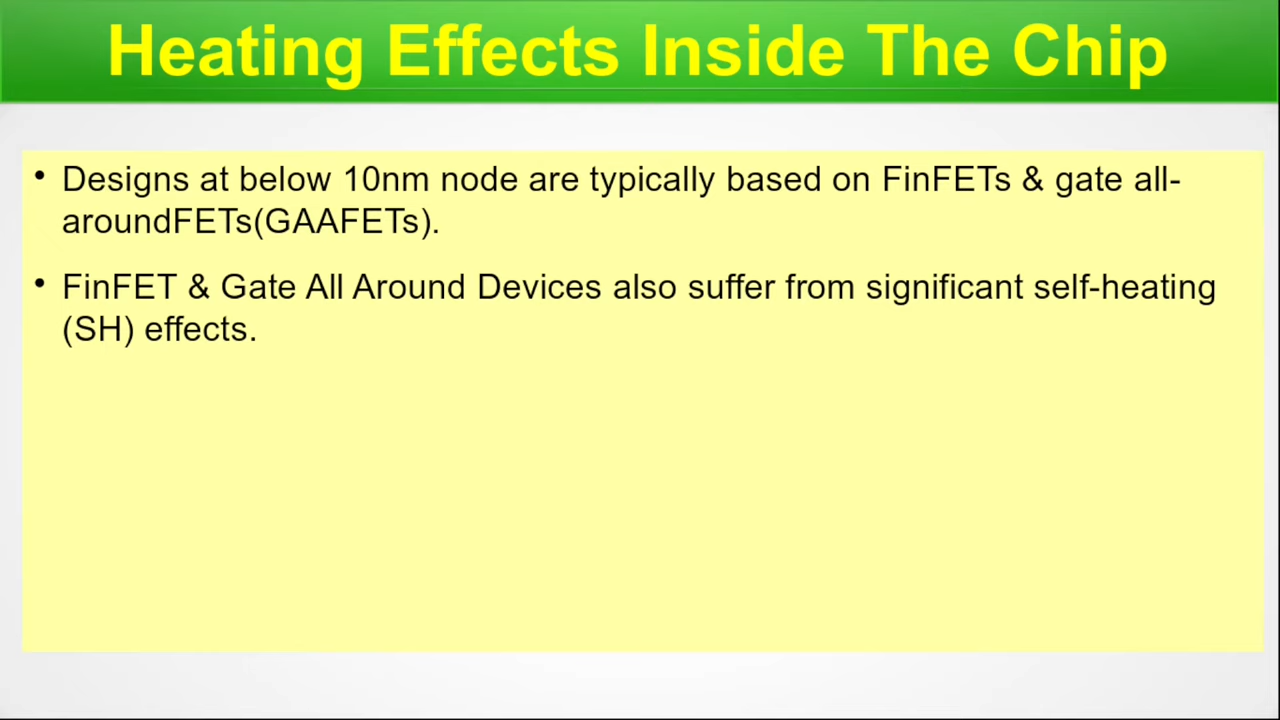 Heating Effects Inside The Chip
• Designs at below 10nm node are typically based on FinFETs & gate all-
aroundFETs(GAAFETs).
• FinFET & Gate All Around Devices also suffer from significant self-heating
(SH) effects.